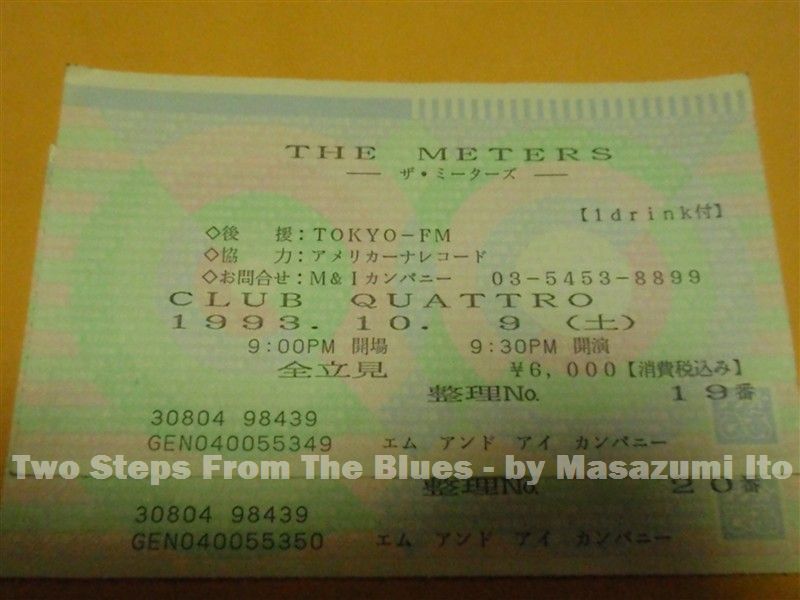 THE METERS
── ザ・ミーターズ ──
【1drink付】
◇後　援：TOKYO－FM
◇協　力：アメリカーナレコード
◇お問合せ：M＆Iカンパニー　03-5453-8899
CLUB QUATTRO
1993.10. 9（土）
9:00PM 開場　9:30PM 開演
全立見　¥6,000【消費税込み】
整理No.　19番
30804 98439
GEN040055349　エム アンド アイ カンパニー
Two Steps From The Blues - by Masazumi Ito
整理No.　20番
30804 98439
GEN040055350　エム アンド アイ カンパニー